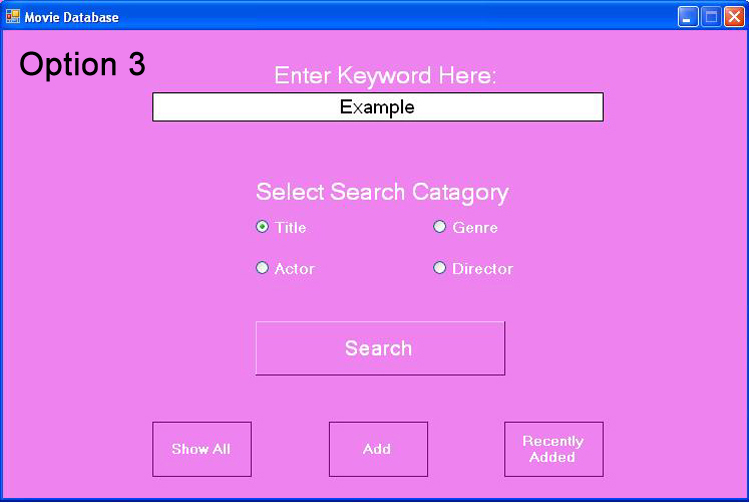 Movie Database
Option 3
Enter Keyword Here:
Example
Select Search Catagory
Title
Genre
Actor
Director
Search
Show All
Add
Recently
Added